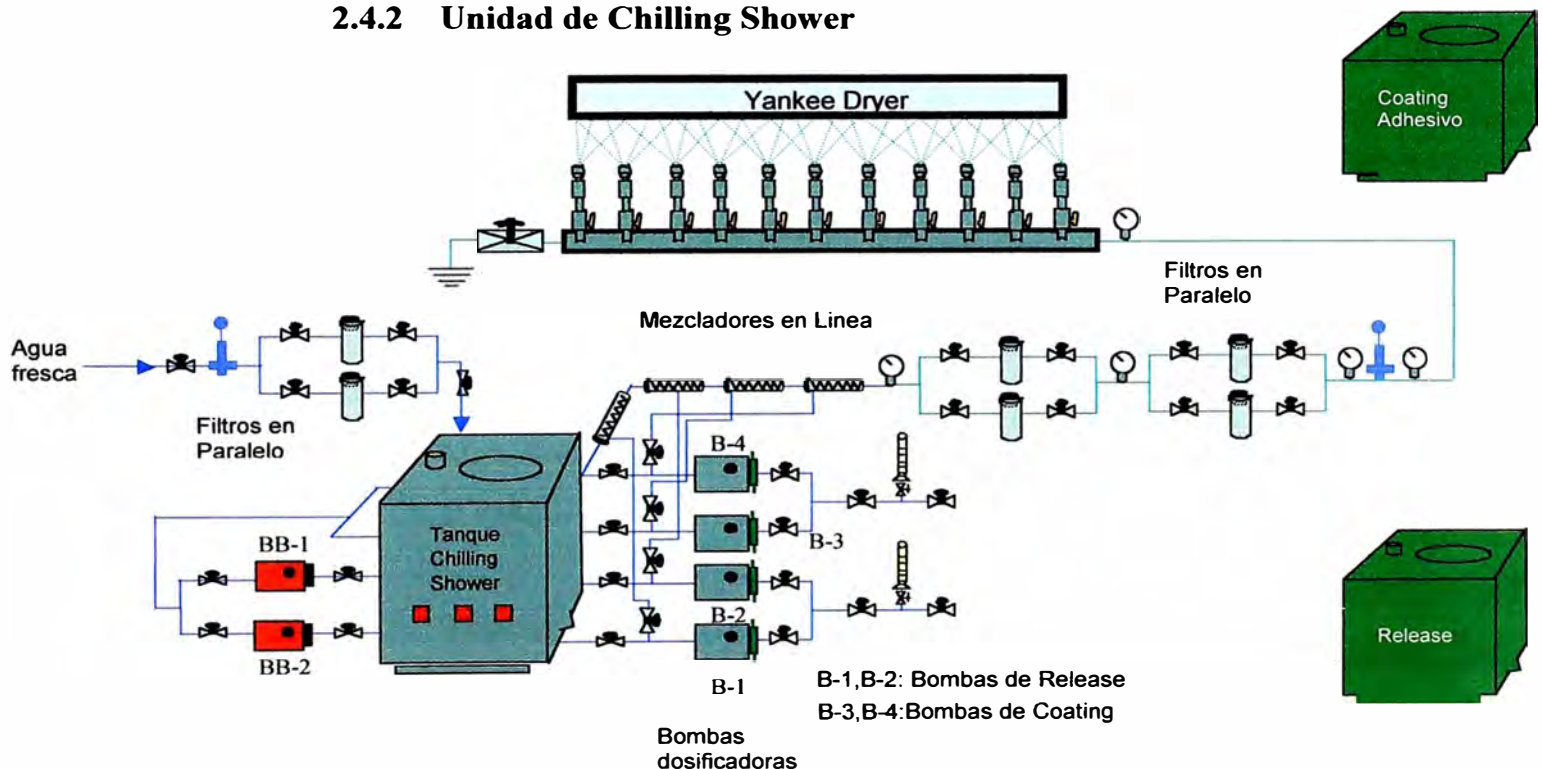 2.4.2 Unidad de Chilling Shower
Yankee Dryer
Coating
Adhesivo
Filtros en
Paralelo
Mezcladores en Linea
Agua
fresca
Filtros en
Paralelo
B-4
B-3
BB-1
Tanque
Chilling
Shower
B-2
BB-2
B-1
Release
B-1,B-2: Bombas de Release
B-3,B-4:Bombas de Coating
Bombas
dosificadoras